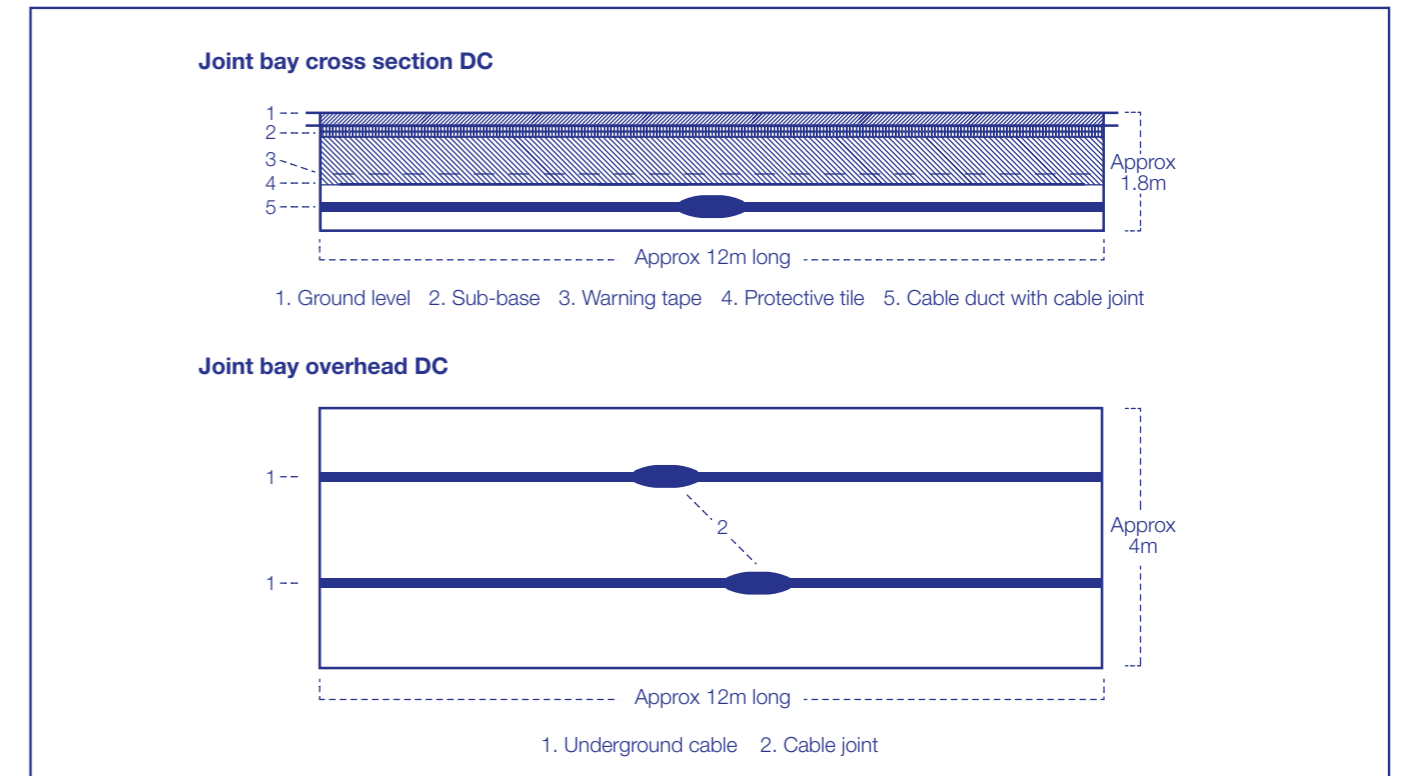 Joint bay cross section DC
1
2
3
4
5
Approx
1.8m
Approx 12m long
1. Ground level 2. Sub-base 3. Warning tape 4. Protective tile 5. Cable duct with cable joint
Joint bay overhead DC
1
2
1
Approx
4m
Approx 12m long
1. Underground cable 2. Cable joint